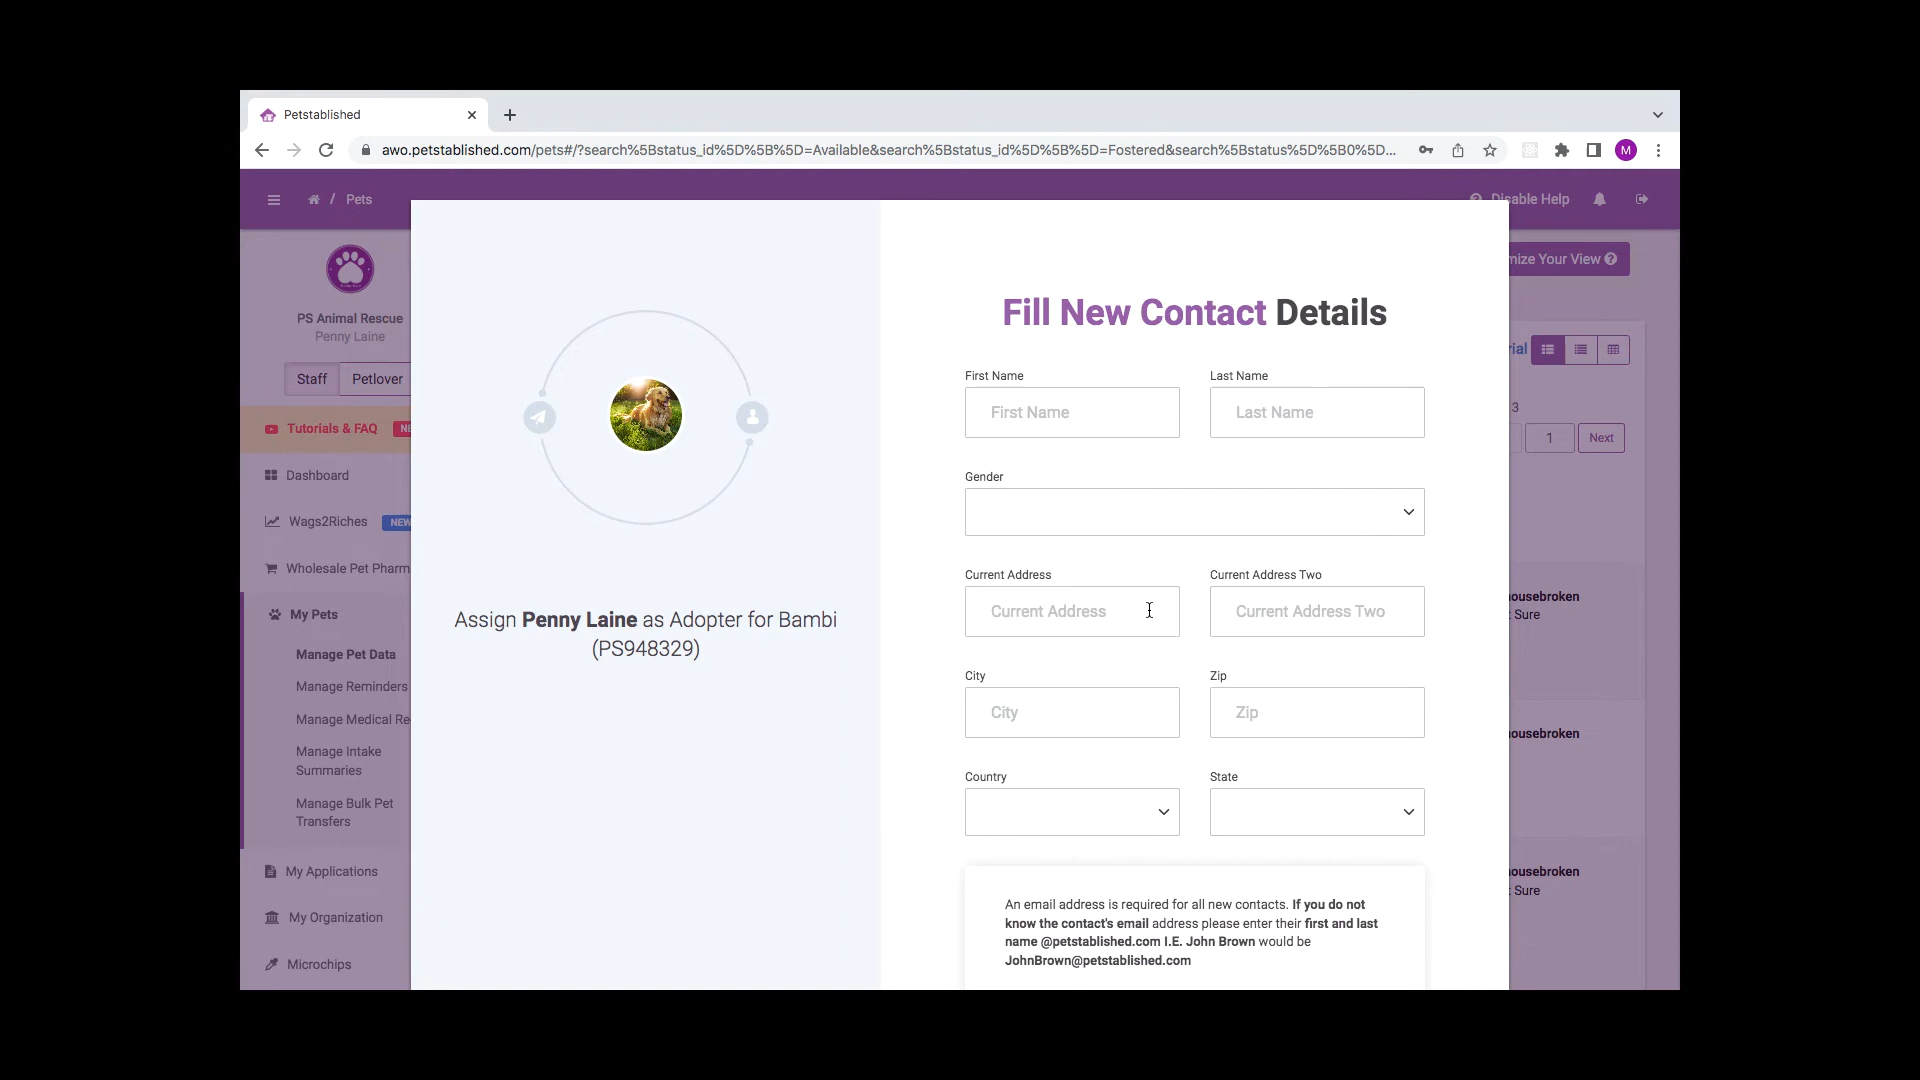 Petstablished
awo.petstablished.com/pets#/?search%5Bstatus_id%5D%5B%5D=Available&search%5Bstatus_id%5D%5B%5D=Fostered&search%5Bstatus%5D%5B0%5D...
M
/ Pets
Disable Help
PS Animal Rescue
Penny Laine
Staff
Petlover
Tutorials & FAQ
NE
Dashboard
Wags2Riches
NEW
Wholesale Pet Pharm
My Pets
Manage Pet Data
Manage Reminders
Manage Medical Re
Manage Intake
Summaries
Manage Bulk Pet
Transfers
My Applications
My Organization
Microchips
Assign Penny Laine as Adopter for Bambi
(PS948329)
Fill New Contact Details
First Name
Last Name
First Name
Last Name
Gender
Current Address
Current Address Two
Current Address
Current Address Two
City
Zip
City
Zip
Country
State
An email address is required for all new contacts. If you do not
know the contact's email address please enter their first and last
name @petstablished.com I.E. John Brown would be
JohnBrown@petstablished.com
mize Your View
ial
3
1
Next
ousebroken
Sure
ousebroken
ousebroken
Sure